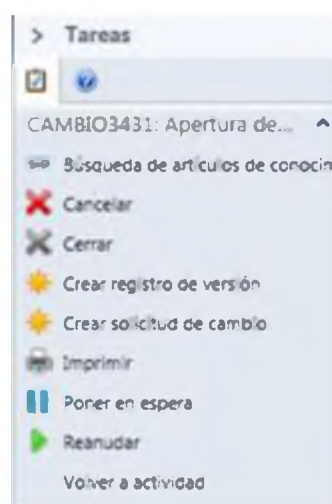 > Tareas
CAMBIO3431: Apertura de...
Búsqueda de artículos de conocin
Cancelar
Cerrar
Crear registro de versión
Crear solicitud de cambio
Imprimir
Poner en espera
Reanudar
Volver a actividad